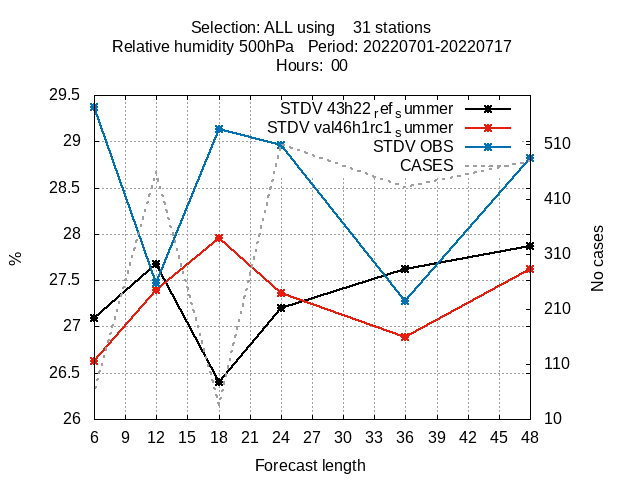 Selection: ALL using 31 stations
Relative humidity 500hPa Period: 20220701-20220717
Hours: 00
29.5
29
28.5
28
27.5
27
26.5
26
%
STDV 43h22_ref_summer
STDV val46h1rc1_summer
STDV OBS
CASES
510
410
310
210
110
10
No cases
6 9 12 15 18 21 24 27 30 33 36 39 42 45 48
Forecast length